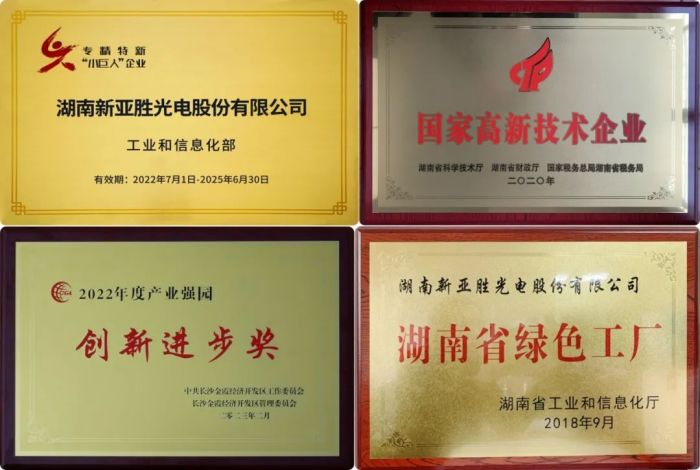 专精特新
“小巨人”企业
湖南新亚胜光电股份有限公司
工业和信息化部
有效期：2022年7月1日-2025年6月30日
国家高新技术企业
湖南省科学技术厅 湖南省财政厅 国家税务总局湖南省税务局
二〇二〇年
2022年度产业强园
创新进步奖
中共长沙金霞经济开发区工作委员会
长沙金霞经济开发区管理委员会
二零二三年二月
湖南新亚胜光电股份有限公司
湖南省绿色工厂
湖南省工业和信息化厅
2018年9月